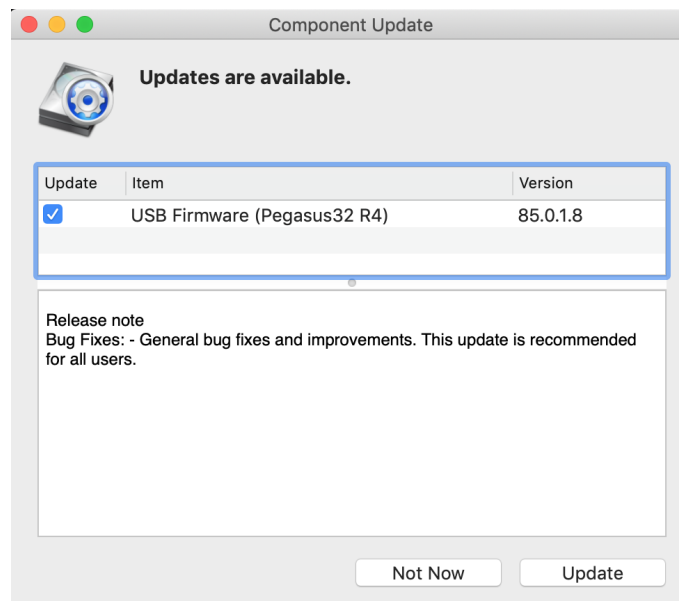 Component Update
Updates are available.
Update Item Version
USB Firmware (Pegasus32 R4) 85.0.1.8
Release note
Bug Fixes: - General bug fixes and improvements. This update is recommended
for all users.
Not Now Update